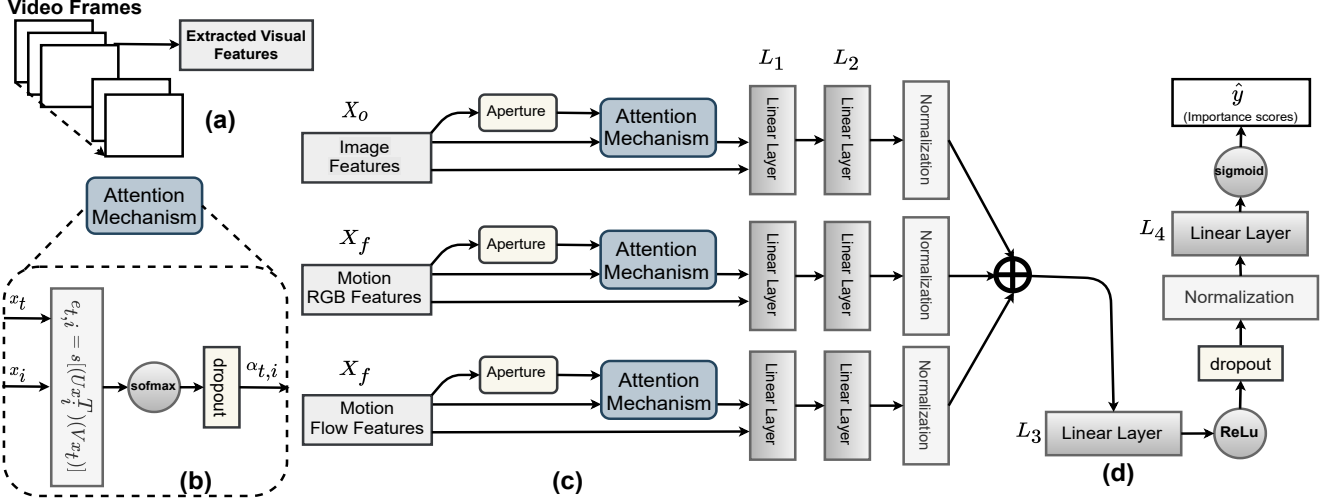 Video Frames
Extracted Visual
Features
(a)
Attention
Mechanism
x_t
x_i
e_{t,i} = s[(Ux_i^T)(Vx_t)]
sofmax
dropout
α_{t,i}
(b)
L_1
L_2
X_o
Image
Features
Aperture
Attention
Mechanism
Linear Layer
Linear Layer
Normalization
X_f
Motion
RGB Features
Aperture
Attention
Mechanism
Linear Layer
Linear Layer
Normalization
X_f
Motion
Flow Features
Aperture
Attention
Mechanism
Linear Layer
Linear Layer
Normalization
(c)
ŷ
(Importance scores)
sigmoid
L_4
Linear Layer
Normalization
dropout
ReLu
L_3
Linear Layer
(d)